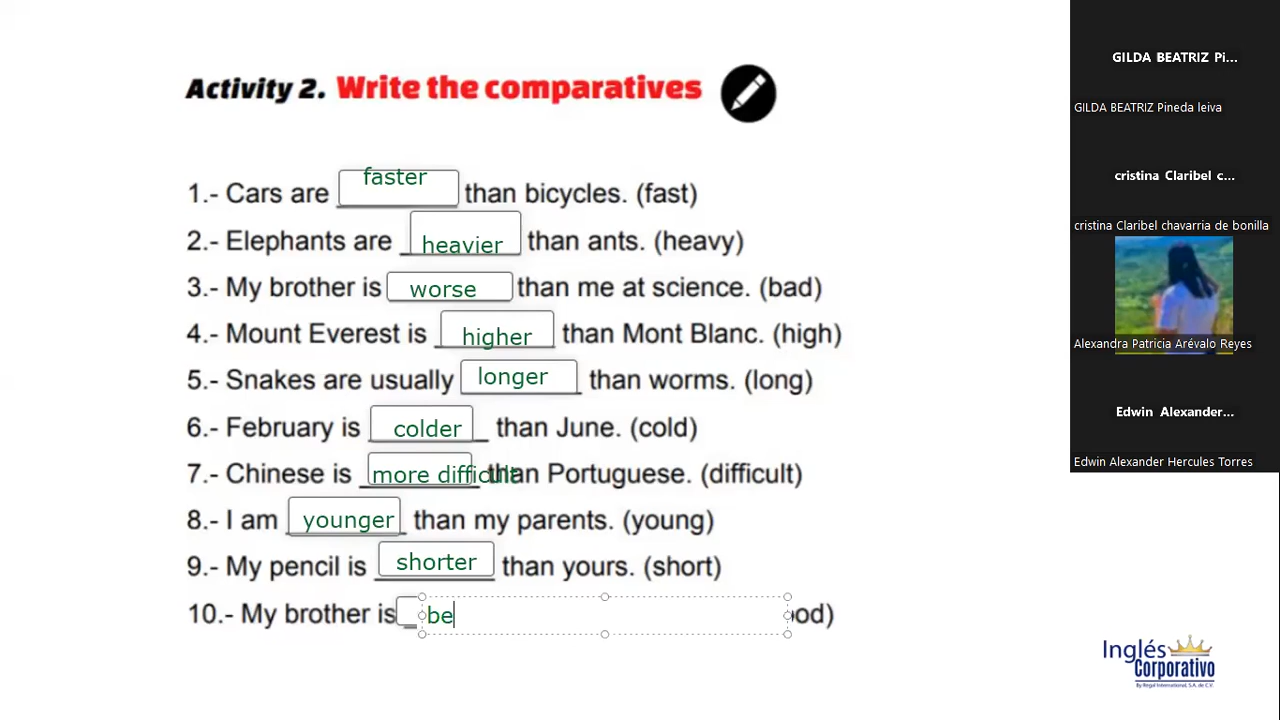 Activity 2. Write the comparatives
1.- Cars are faster than bicycles. (fast)
2.- Elephants are heavier than ants. (heavy)
3.- My brother is worse than me at science. (bad)
4.- Mount Everest is higher than Mont Blanc. (high)
5.- Snakes are usually longer than worms. (long)
6.- February is colder than June. (cold)
7.- Chinese is more difficult than Portuguese. (difficult)
8.- I am younger than my parents. (young)
9.- My pencil is shorter than yours. (short)
10.- My brother is be ood)
GILDA BEATRIZ Pi...
GILDA BEATRIZ Pineda leiva
cristina Claribel c...
cristina Claribel chavarria de bonilla
Alexandra Patricia Arévalo Reyes
Edwin Alexander...
Edwin Alexander Hercules Torres
Inglés
Corporativo
By Regal International, S.A. de C.V.